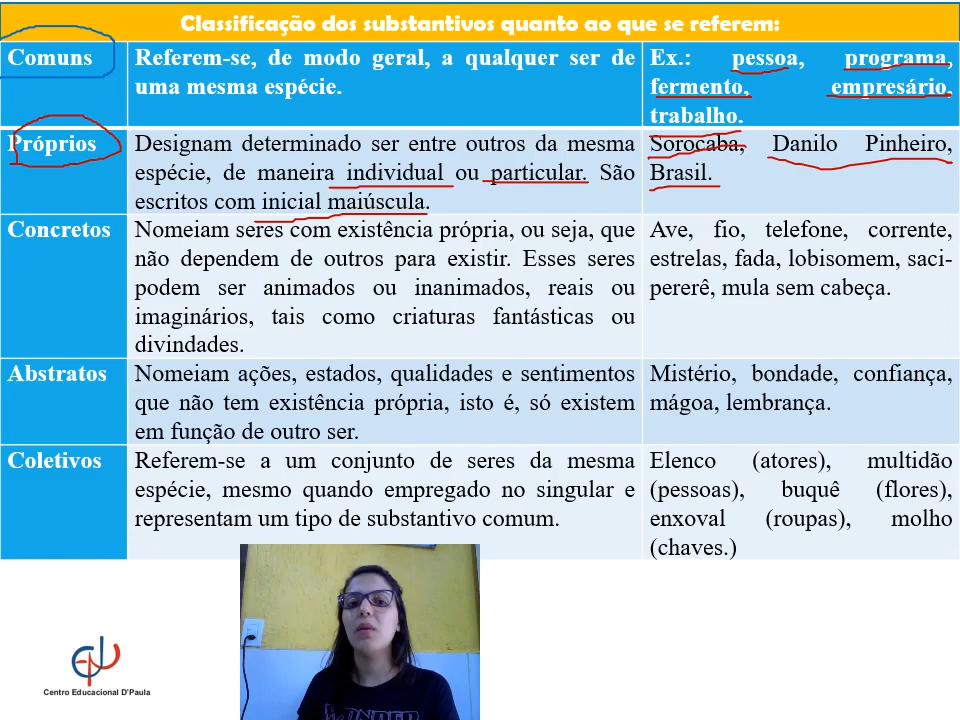 Classificação dos substantivos quanto ao que se referem:
Comuns
Referem-se, de modo geral, a qualquer ser de
uma mesma espécie.
Ex.: pessoa, programa,
fermento, empresário,
trabalho.
Próprios
Designam determinado ser entre outros da mesma
espécie, de maneira individual ou particular. São
escritos com inicial maiúscula.
Sorocaba, Danilo Pinheiro,
Brasil.
Concretos
Nomeiam seres com existência própria, ou seja, que
não dependem de outros para existir. Esses seres
podem ser animados ou inanimados, reais ou
imaginários, tais como criaturas fantásticas ou
divindades.
Ave, fio, telefone, corrente,
estrelas, fada, lobisomem, saci-
pererê, mula sem cabeça.
Abstratos
Nomeiam ações, estados, qualidades e sentimentos
que não tem existência própria, isto é, só existem
em função de outro ser.
Mistério, bondade, confiança,
mágoa, lembrança.
Coletivos
Referem-se a um conjunto de seres da mesma
espécie, mesmo quando empregado no singular e
representam um tipo de substantivo comum.
Elenco (atores), multidão
(pessoas), buquê (flores),
enxoval (roupas), molho
(chaves.)
Centro Educacional D'Paula
WONDER